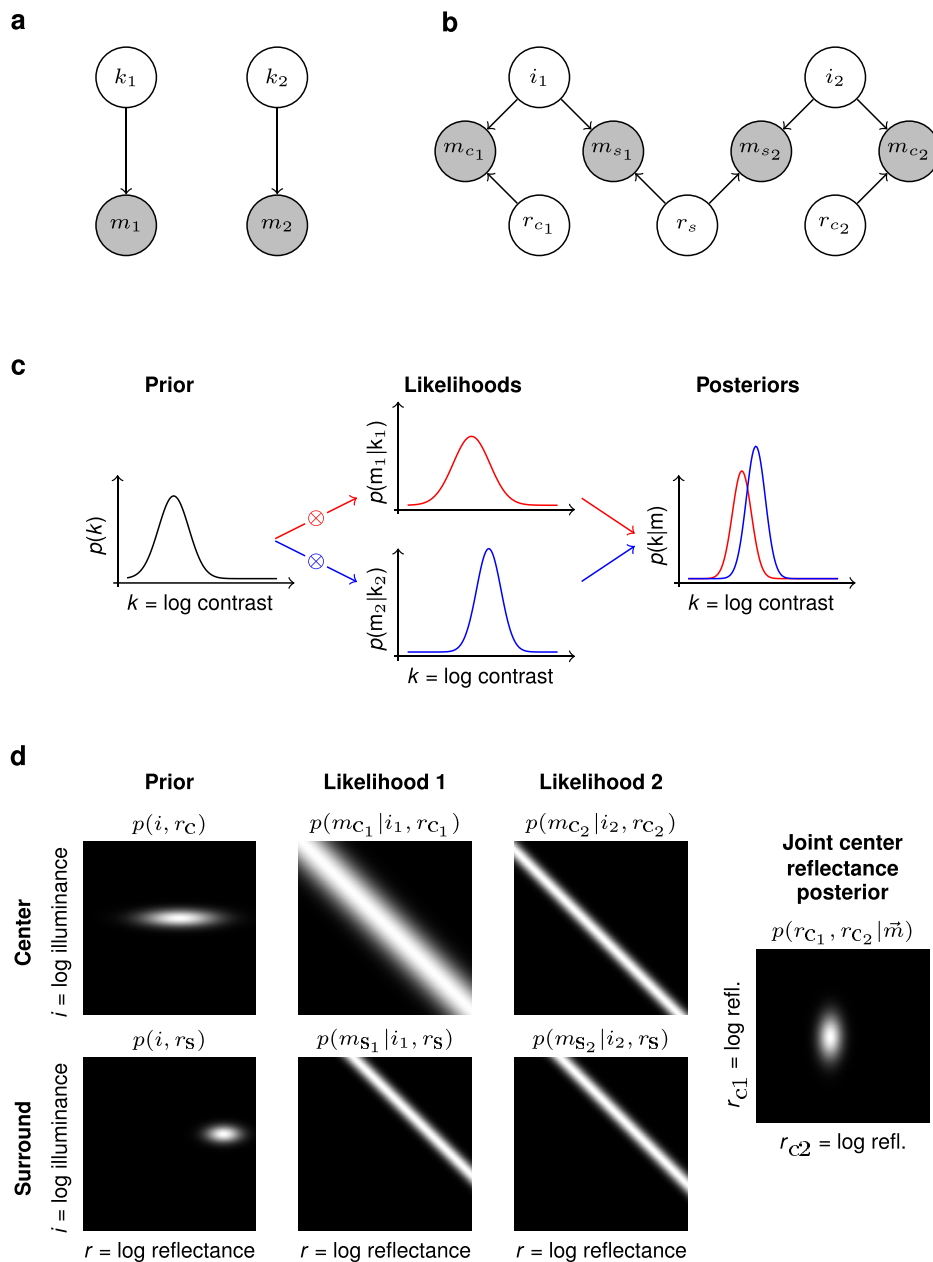 a
b
k1 k2
m1 m2
i1 i2
mc1 ms1 ms2 mc2
rc1 rs rc2
c
Prior
Likelihoods
Posteriors
p(k)
k = log contrast
p(m1|k1)
p(m2|k2)
k = log contrast
p(k|m)
k = log contrast
d
Prior
Likelihood 1
Likelihood 2
Center
p(i, rC)
p(mC1|i1, rC1)
p(mC2|i2, rC2)
i = log illuminance
Surround
p(i, rS)
p(mS1|i1, rS)
p(mS2|i2, rS)
i = log illuminance
r = log reflectance
r = log reflectance
r = log reflectance
Joint center
reflectance
posterior
p(rC1, rC2|m⃗)
rc1 = log refl.
rc2 = log refl.